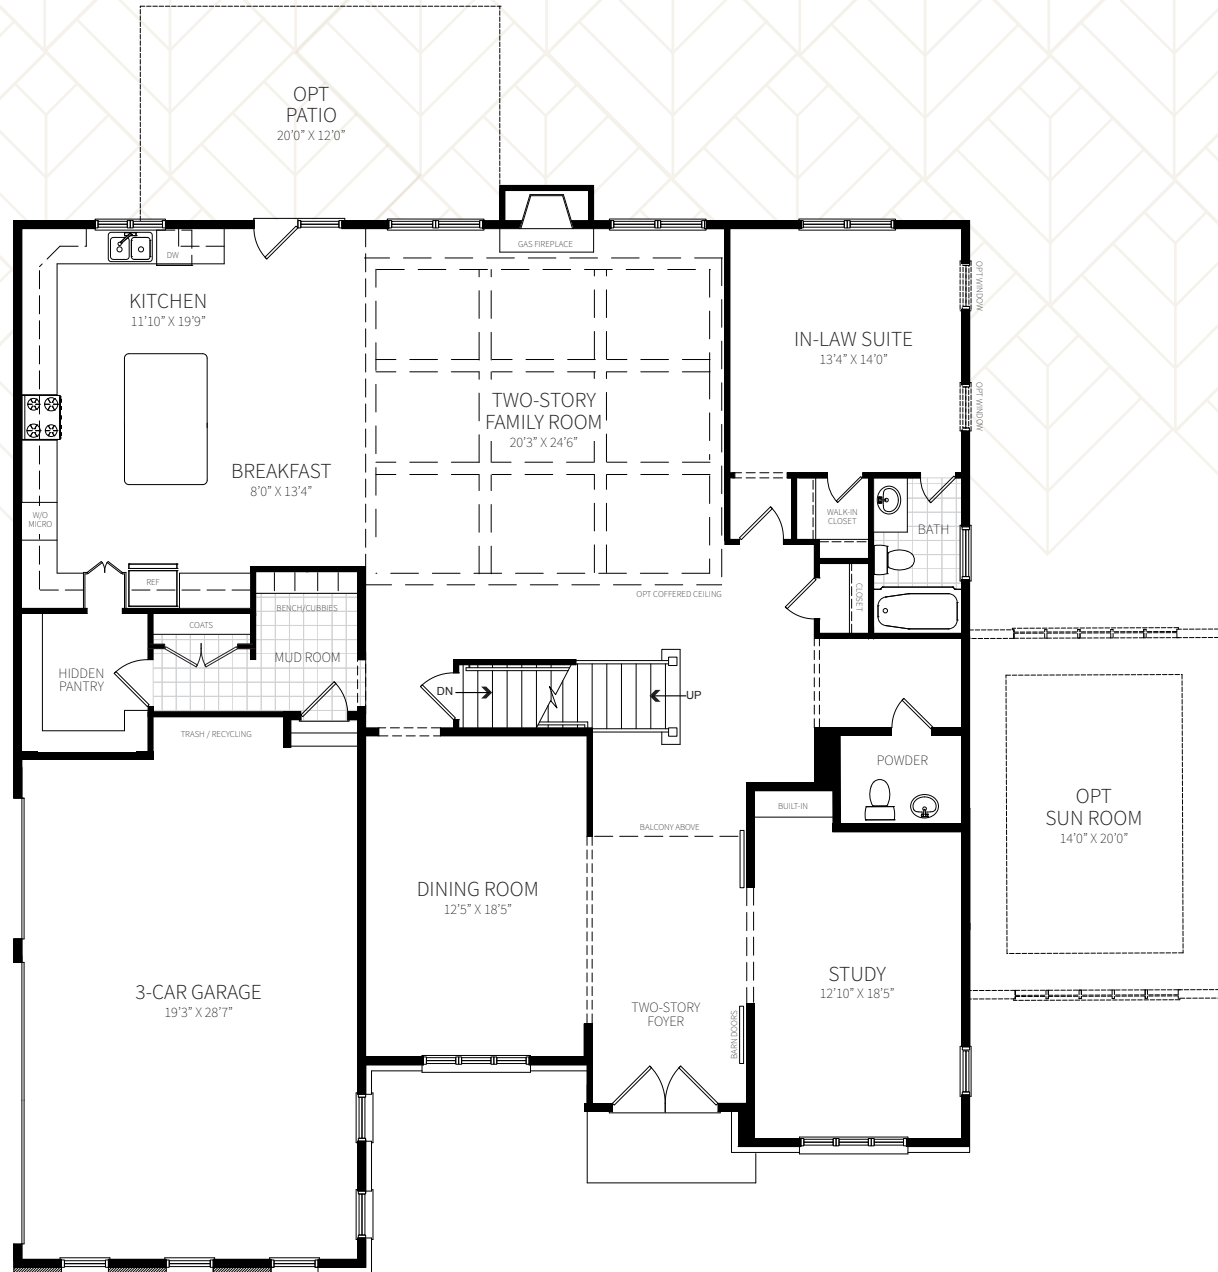 OPT
PATIO
20'0" X 12'0"
GAS FIREPLACE
DW
KITCHEN
11'10" X 19'9"
OPT WINDOW
IN-LAW SUITE
13'4" X 14'0"
OPT WINDOW
TWO-STORY
FAMILY ROOM
20'3" X 24'6"
BREAKFAST
8'0" X 13'4"
W/O
MICRO
WALK-IN
CLOSET
BATH
REF
OPT COFFERED CEILING
CLOSET
BENCH/CUBBIES
COATS
MUD ROOM
HIDDEN
PANTRY
DN
UP
TRASH / RECYCLING
POWDER
BUILT-IN
OPT
SUN ROOM
14'0" X 20'0"
BALCONY ABOVE
DINING ROOM
12'5" X 18'5"
STUDY
12'10" X 18'5"
3-CAR GARAGE
19'3" X 28'7"
TWO-STORY
FOYER
BARN DOORS